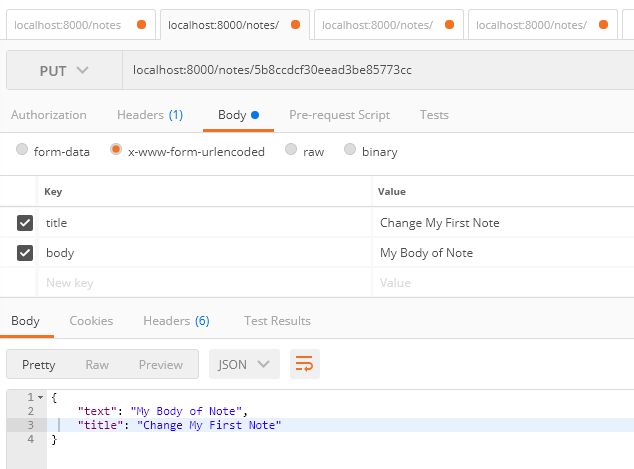 localhost:8000/notes localhost:8000/notes/ localhost:8000/notes/ localhost:8000/notes/
PUT localhost:8000/notes/5b8ccdcf30eead3be85773cc
Authorization Headers (1) Body Pre-request Script Tests
form-data x-www-form-urlencoded raw binary
Key Value
title Change My First Note
body My Body of Note
New key Value
Body Cookies Headers (6) Test Results
Pretty Raw Preview JSON
1 {
2 "text": "My Body of Note",
3 "title": "Change My First Note"
4 }